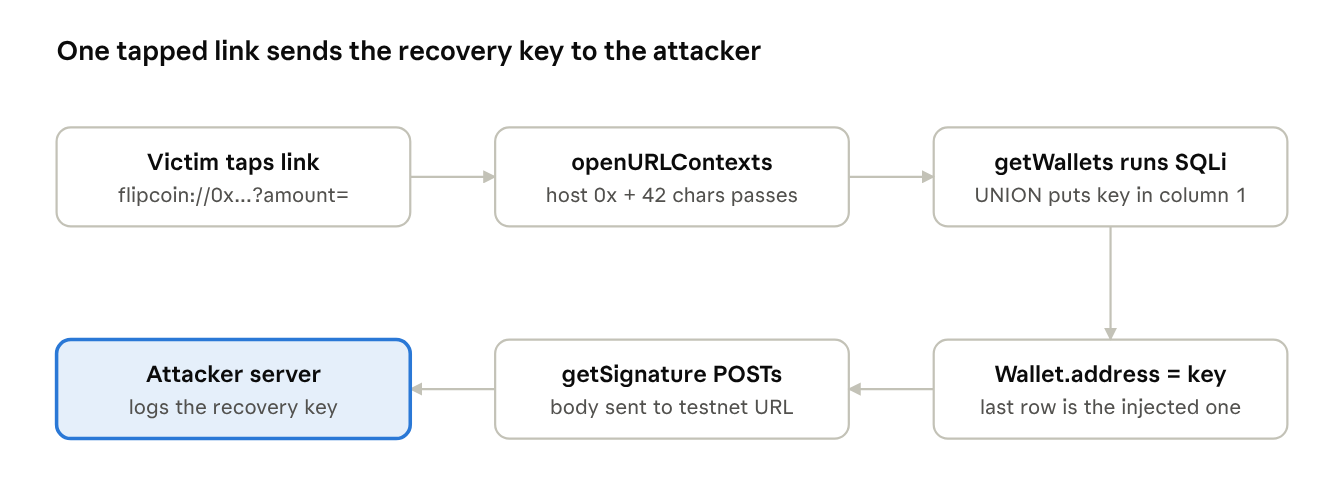 One tapped link sends the recovery key to the attacker
Victim taps link
flipcoin://0x...?amount=
openURLContexts
host 0x + 42 chars passes
getWallets runs SQLi
UNION puts key in column 1
Attacker server
logs the recovery key
getSignature POSTs
body sent to testnet URL
Wallet.address = key
last row is the injected one